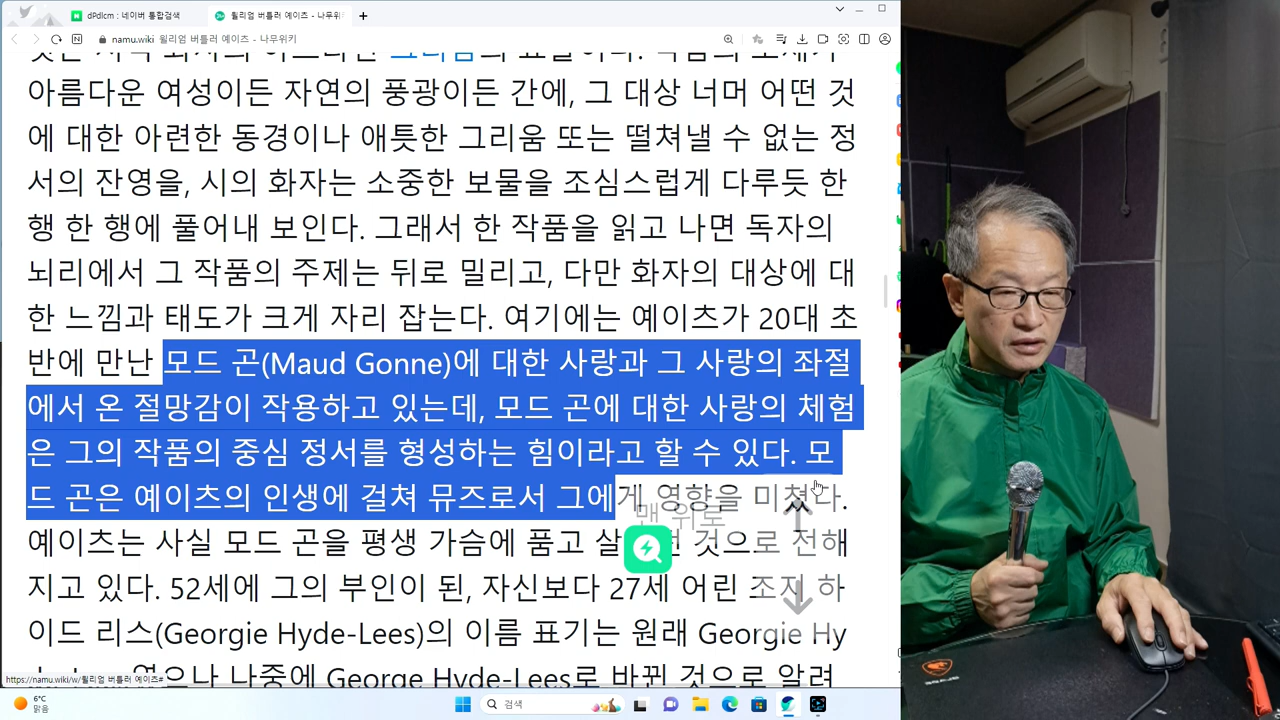 dPdlcm : 네이버 통합검색
윌리엄 버틀러 예이츠 - 나무위키
namu.wiki 윌리엄 버틀러 예이츠 - 나무위키
아름다운 여성이든 자연의 풍광이든 간에, 그 대상 너머 어떤 것
에 대한 아련한 동경이나 애틋한 그리움 또는 떨쳐낼 수 없는 정
서의 잔영을, 시의 화자는 소중한 보물을 조심스럽게 다루듯 한
행 한 행에 풀어내 보인다. 그래서 한 작품을 읽고 나면 독자의
뇌리에서 그 작품의 주제는 뒤로 밀리고, 다만 화자의 대상에 대
한 느낌과 태도가 크게 자리 잡는다. 여기에는 예이츠가 20대 초
반에 만난 모드 곤(Maud Gonne)에 대한 사랑과 그 사랑의 좌절
에서 온 절망감이 작용하고 있는데, 모드 곤에 대한 사랑의 체험
은 그의 작품의 중심 정서를 형성하는 힘이라고 할 수 있다. 모
드 곤은 예이츠의 인생에 걸쳐 뮤즈로서 그에게 영향을 미쳤다.
맨 위로
예이츠는 사실 모드 곤을 평생 가슴에 품고 것으로 전해
지고 있다. 52세에 그의 부인이 된, 자신보다 27세 어린 조지 하
이드 리스(Georgie Hyde-Lees)의 이름 표기는 원래 Georgie Hy
나중에 George Hyde-Lees로 바뀐 것으로 알려
https://namu.wiki/w/윌리엄 버틀러 예이츠#
6°C
맑음
검색